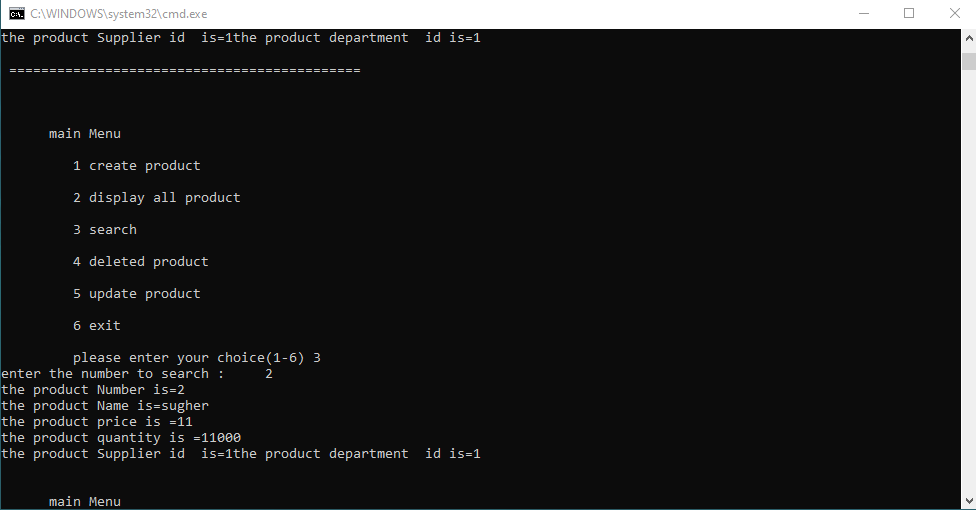 C:\WINDOWS\system32\cmd.exe
the product Supplier id  is=1the product department  id is=1
============================================
main Menu
1 create product
2 display all product
3 search
4 deleted product
5 update product
6 exit
please enter your choice(1-6) 3
enter the number to search :     2
the product Number is=2
the product Name is=sugher
the product price is =11
the product quantity is =11000
the product Supplier id  is=1the product department  id is=1
main Menu